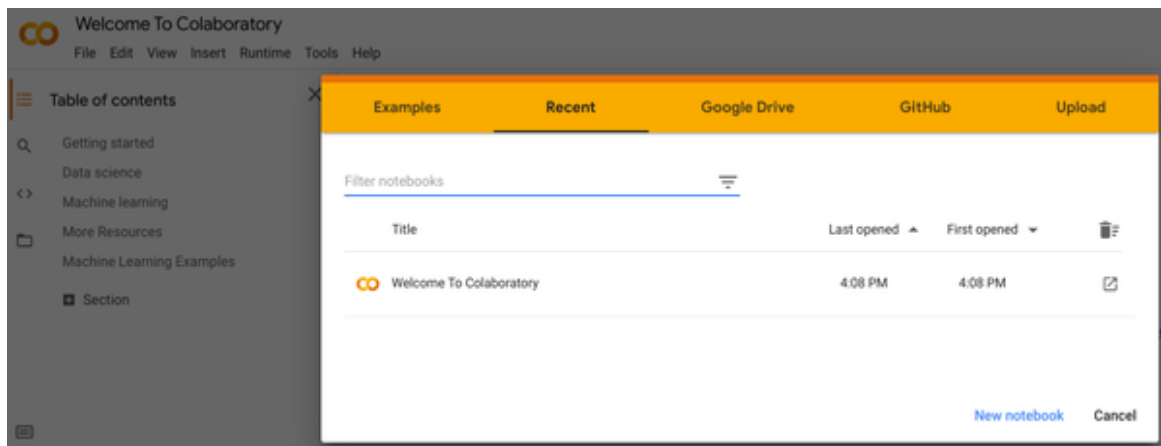 Welcome To Colaboratory
File Edit View Insert Runtime Tools Help
Table of contents
Getting started
Data science
Machine learning
More Resources
Machine Learning Examples
Section
Examples Recent Google Drive GitHub Upload
Filter notebooks
Title Last opened First opened
Welcome To Colaboratory 4:08 PM 4:08 PM
New notebook Cancel